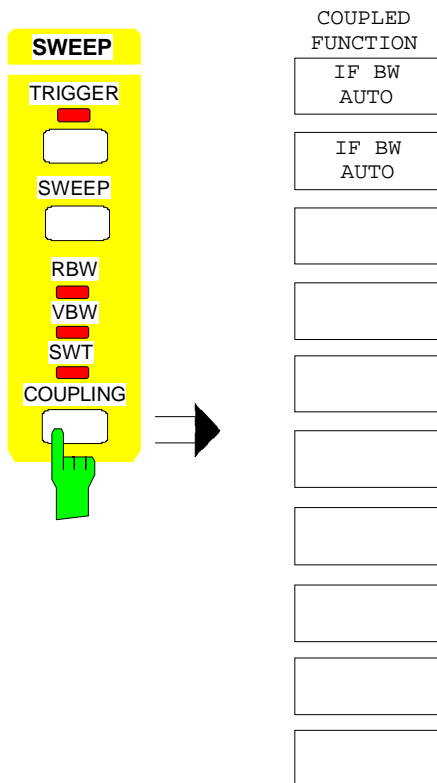 SWEEP
TRIGGER
SWEEP
RBW
VBW
SWT
COUPLING
COUPLED
FUNCTION
IF BW
AUTO
IF BW
AUTO